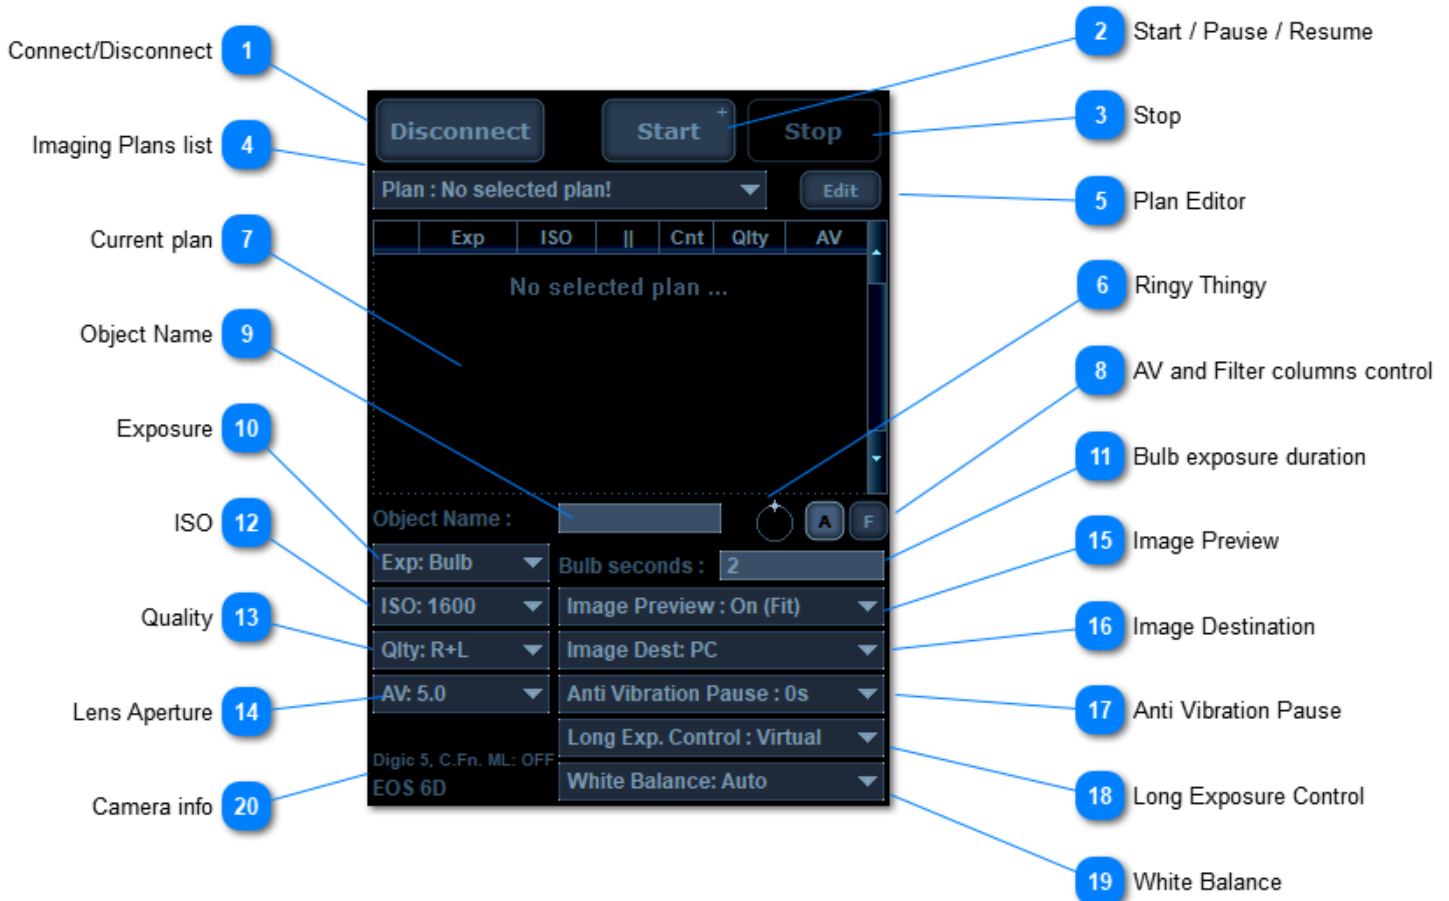 2 Start / Pause / Resume
Connect/Disconnect 1
Disconnect Start + Stop
3 Stop
Imaging Plans list 4
Plan : No selected plan! Edit
5 Plan Editor
Current plan 7
Exp ISO || Cnt Qlty AV
No selected plan ...
6 Ringy Thingy
Object Name 9
8 AV and Filter columns control
Exposure 10
11 Bulb exposure duration
Object Name : A F
ISO 12
15 Image Preview
Exp: Bulb Bulb seconds : 2
ISO: 1600 Image Preview : On (Fit)
Quality 13
16 Image Destination
Qlty: R+L Image Dest: PC
AV: 5.0 Anti Vibration Pause : 0s
Lens Aperture 14
17 Anti Vibration Pause
Long Exp. Control : Virtual
Digic 5, C.Fn. ML: OFF
EOS 6D White Balance: Auto
18 Long Exposure Control
Camera info 20
19 White Balance